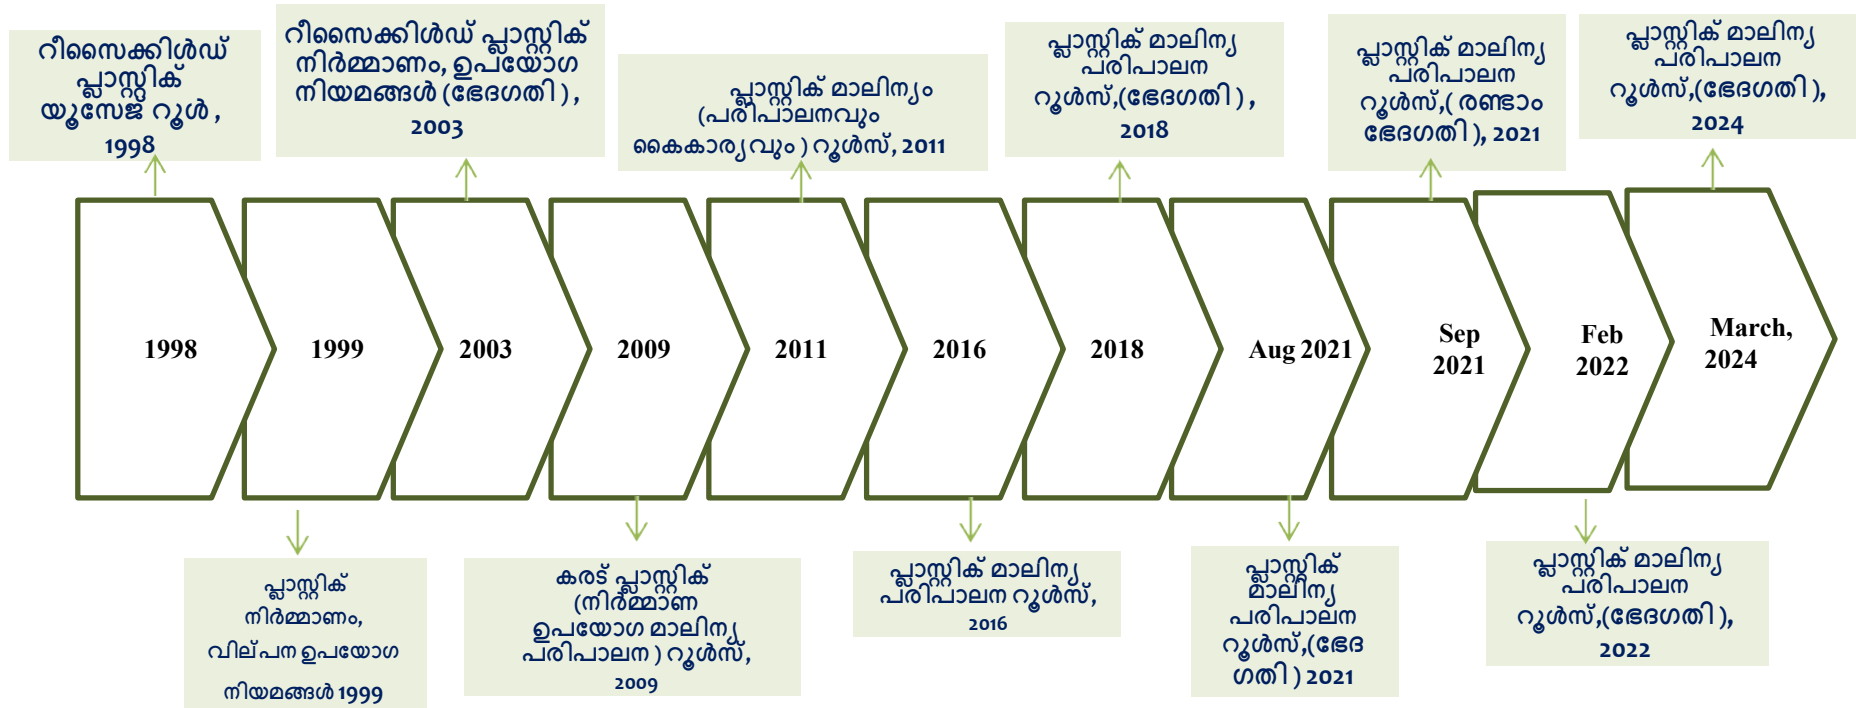 റീസൈക്കിൾഡ്
പ്ലാസ്റ്റിക്
യൂസേജ് റൂൾ ,
1998
റീസൈക്കിൾഡ് പ്ലാസ്റ്റിക്
നിർമ്മാണം, ഉപയോഗ
നിയമങ്ങൾ (ഭേദഗതി ) ,
2003
പ്ലാസ്റ്റിക് മാലിന്യം
(പരിപാലനവും
കൈകാര്യവും ) റൂൾസ്, 2011
പ്ലാസ്റ്റിക് മാലിന്യ
പരിപാലന
റൂൾസ്,(ഭേദഗതി ) ,
2018
പ്ലാസ്റ്റിക് മാലിന്യ
പരിപാലന
റൂൾസ്,( രണ്ടാം
ഭേദഗതി ), 2021
പ്ലാസ്റ്റിക് മാലിന്യ
പരിപാലന
റൂൾസ്,(ഭേദഗതി ),
2024
1998
1999
2003
2009
2011
2016
2018
Aug 2021
Sep
2021
Feb
2022
March,
2024
പ്ലാസ്റ്റിക്
നിർമ്മാണം,
വില്പന ഉപയോഗ
നിയമങ്ങൾ 1999
കരട് പ്ലാസ്റ്റിക്
(നിർമ്മാണ
ഉപയോഗ മാലിന്യ
പരിപാലന ) റൂൾസ്,
2009
പ്ലാസ്റ്റിക് മാലിന്യ
പരിപാലന റൂൾസ്,
2016
പ്ലാസ്റ്റിക്
മാലിന്യ
പരിപാലന
റൂൾസ്,(ഭേദ
ഗതി ) 2021
പ്ലാസ്റ്റിക് മാലിന്യ
പരിപാലന
റൂൾസ്,(ഭേദഗതി ),
2022